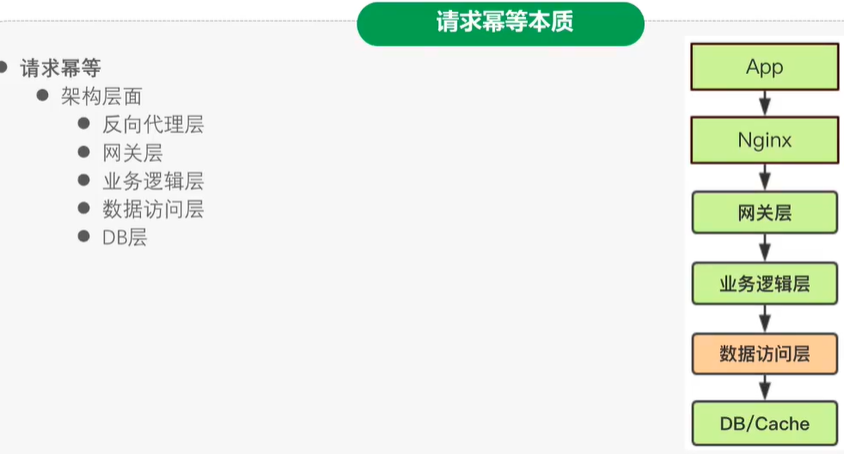 请求幂等本质
请求幂等
架构层面
反向代理层
网关层
业务逻辑层
数据访问层
DB层
App
Nginx
网关层
业务逻辑层
数据访问层
DB/Cache